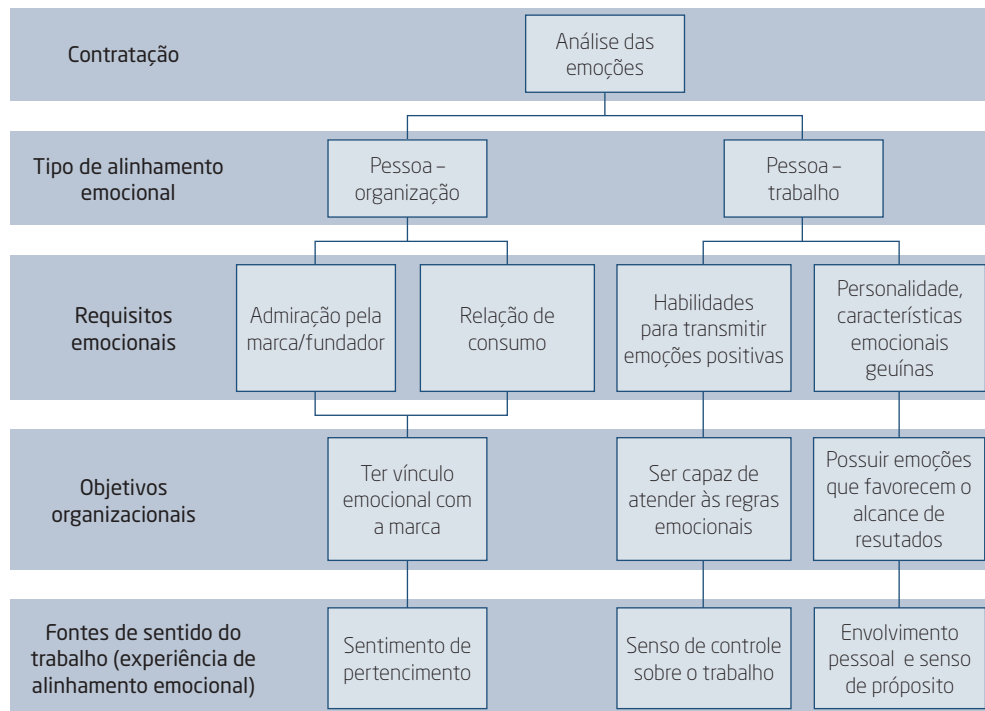 Contratação
Análise das
emoções
Tipo de alinhamento
emocional
Pessoa –
organização
Pessoa –
trabalho
Requisitos
emocionais
Admiração pela
marca/fundador
Relação de
consumo
Habilidades
para transmitir
emoções positivas
Personalidade,
características
emocionais
geuínas
Objetivos
organizacionais
Ter vínculo
emocional com
a marca
Ser capaz de
atender às regras
emocionais
Possuir emoções
que favorecem o
alcance de
resutados
Fontes de sentido do
trabalho (experiência de
alinhamento emocional)
Sentimento de
pertencimento
Senso de controle
sobre o trabalho
Envolvimento
pessoal e senso
de próposito